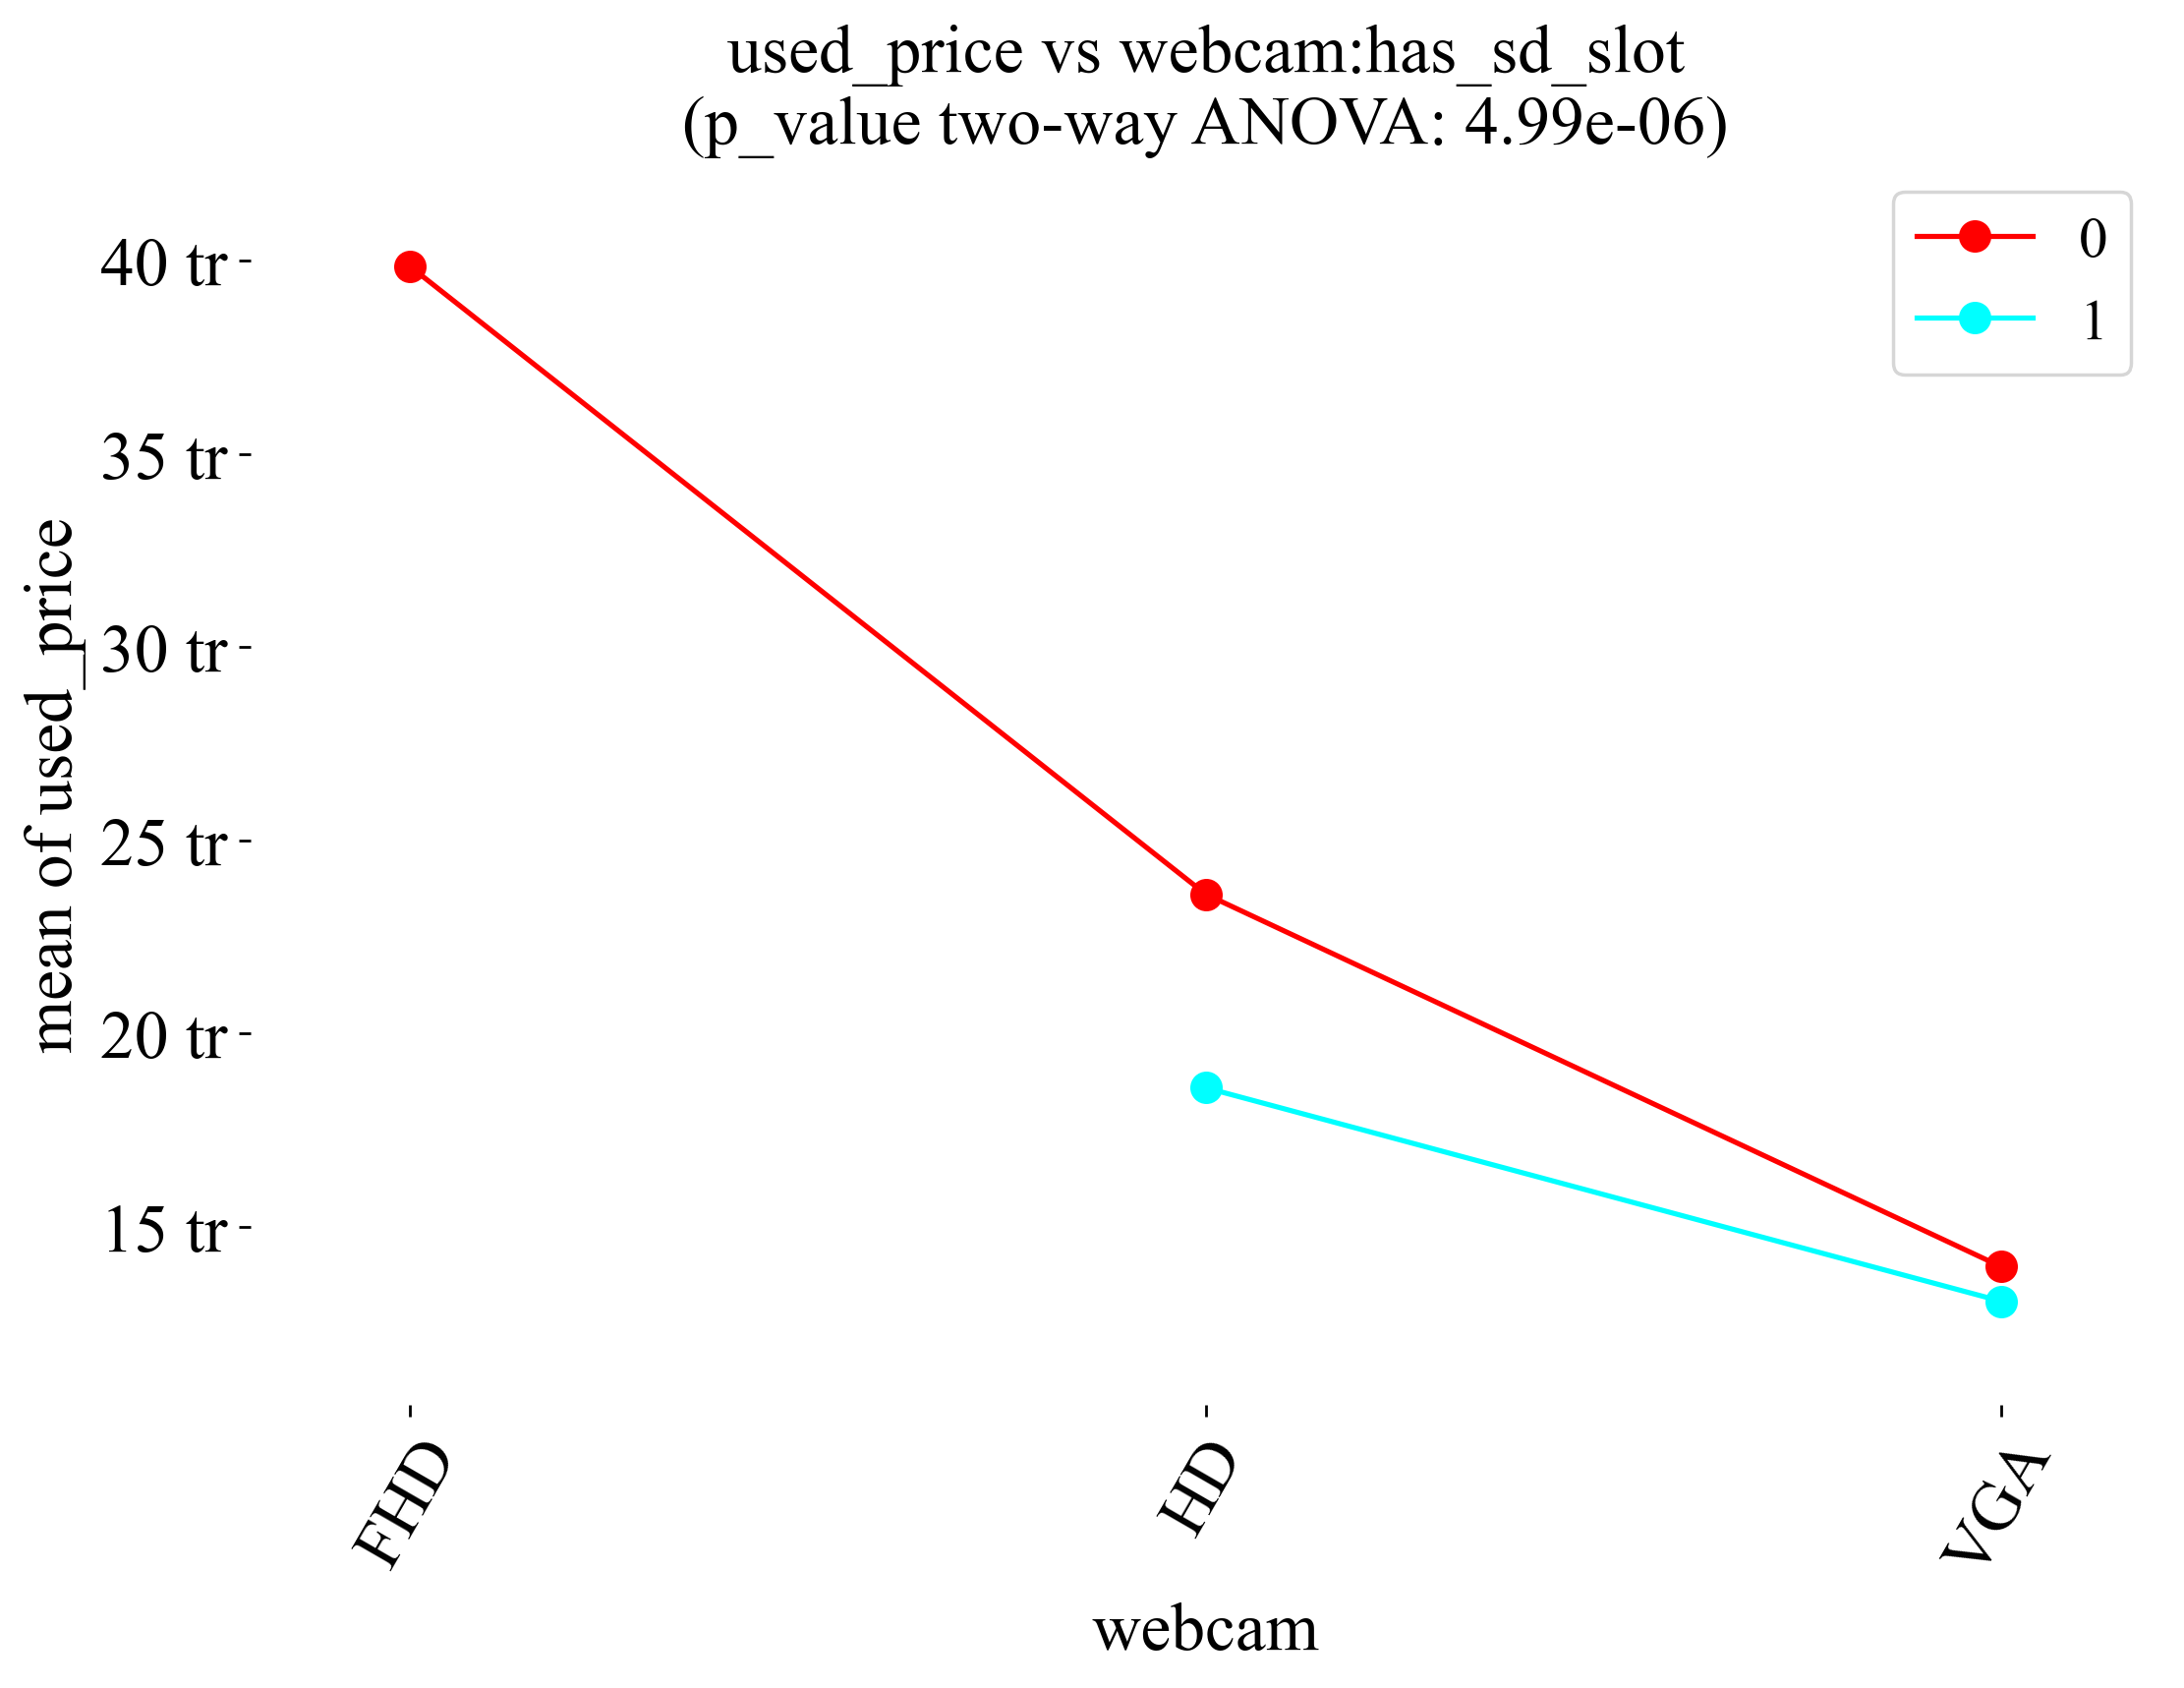 used_price vs webcam:has_sd_slot
(p_value two-way ANOVA: 4.99e-06)
0
1
40 tr
35 tr
30 tr
25 tr
20 tr
15 tr
mean of used_price
FHD
HD
VGA
webcam